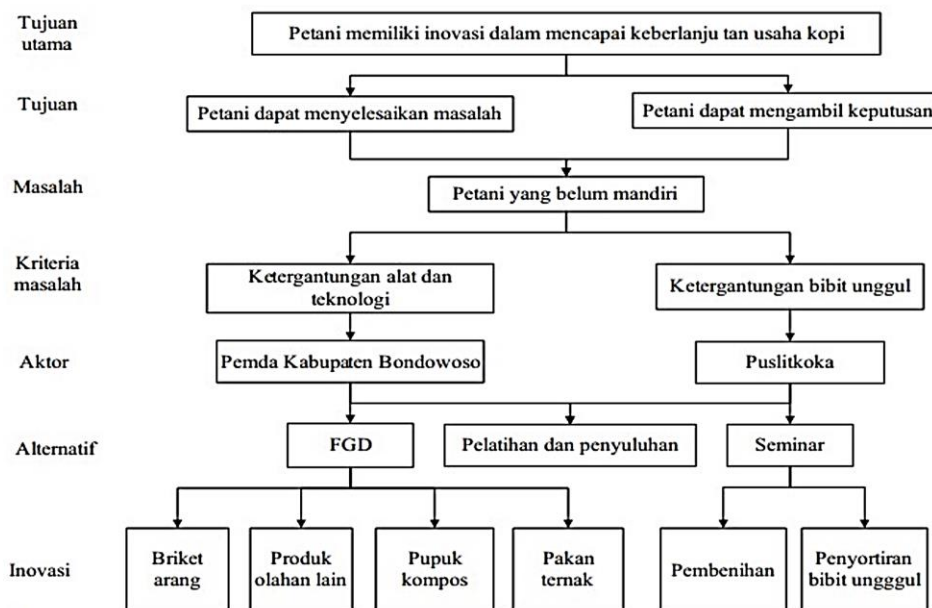 Tujuan
utama
Petani memiliki inovasi dalam mencapai keberlanju tan usaha kopi
Tujuan
Petani dapat menyelesaikan masalah
Petani dapat mengambil keputusan
Masalah
Petani yang belum mandiri
Kriteria
masalah
Ketergantungan alat dan
teknologi
Ketergantungan bibit unggul
Aktor
Pemda Kabupaten Bondowoso
Puslitkoka
Alternatif
FGD
Pelatihan dan penyuluhan
Seminar
Inovasi
Briket
arang
Produk
olahan lain
Pupuk
kompos
Pakan
ternak
Pembenihan
Penyortiran
bibit ungggul